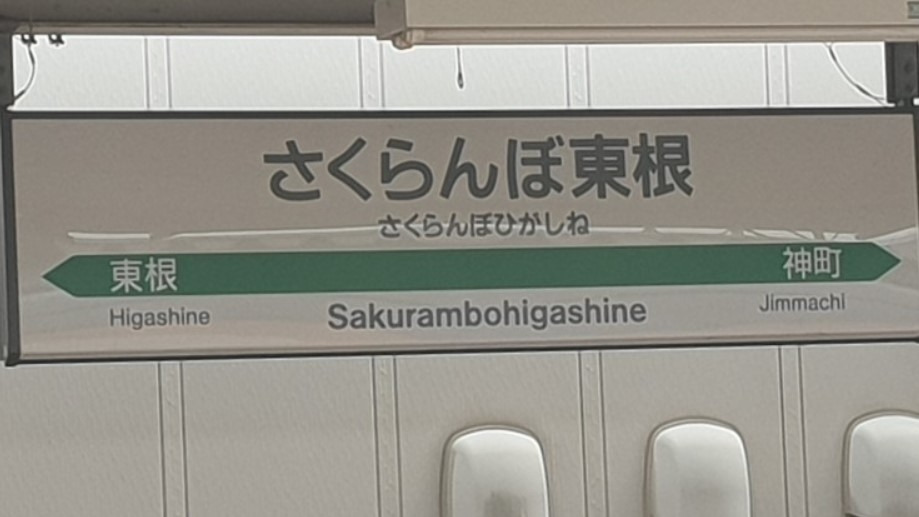 さくらんぼ東根
さくらんぼひがしね
東根 神町
Higashine Sakurambohigashine Jimmachi